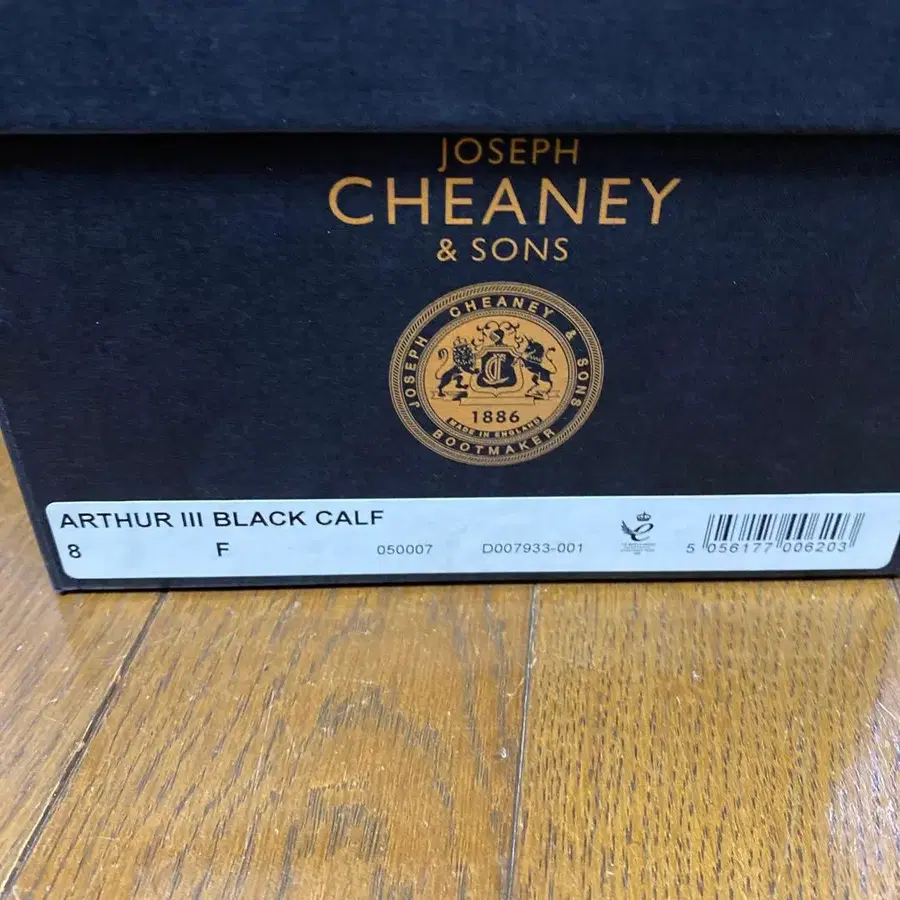 JOSEPH
CHEANEY
& SONS
JOSEPH CHEANEY & SONS
1886
MADE IN ENGLAND
BOOTMAKER
ARTHUR III BLACK CALF
8 F 050007 D007933-001 5 056177 006203